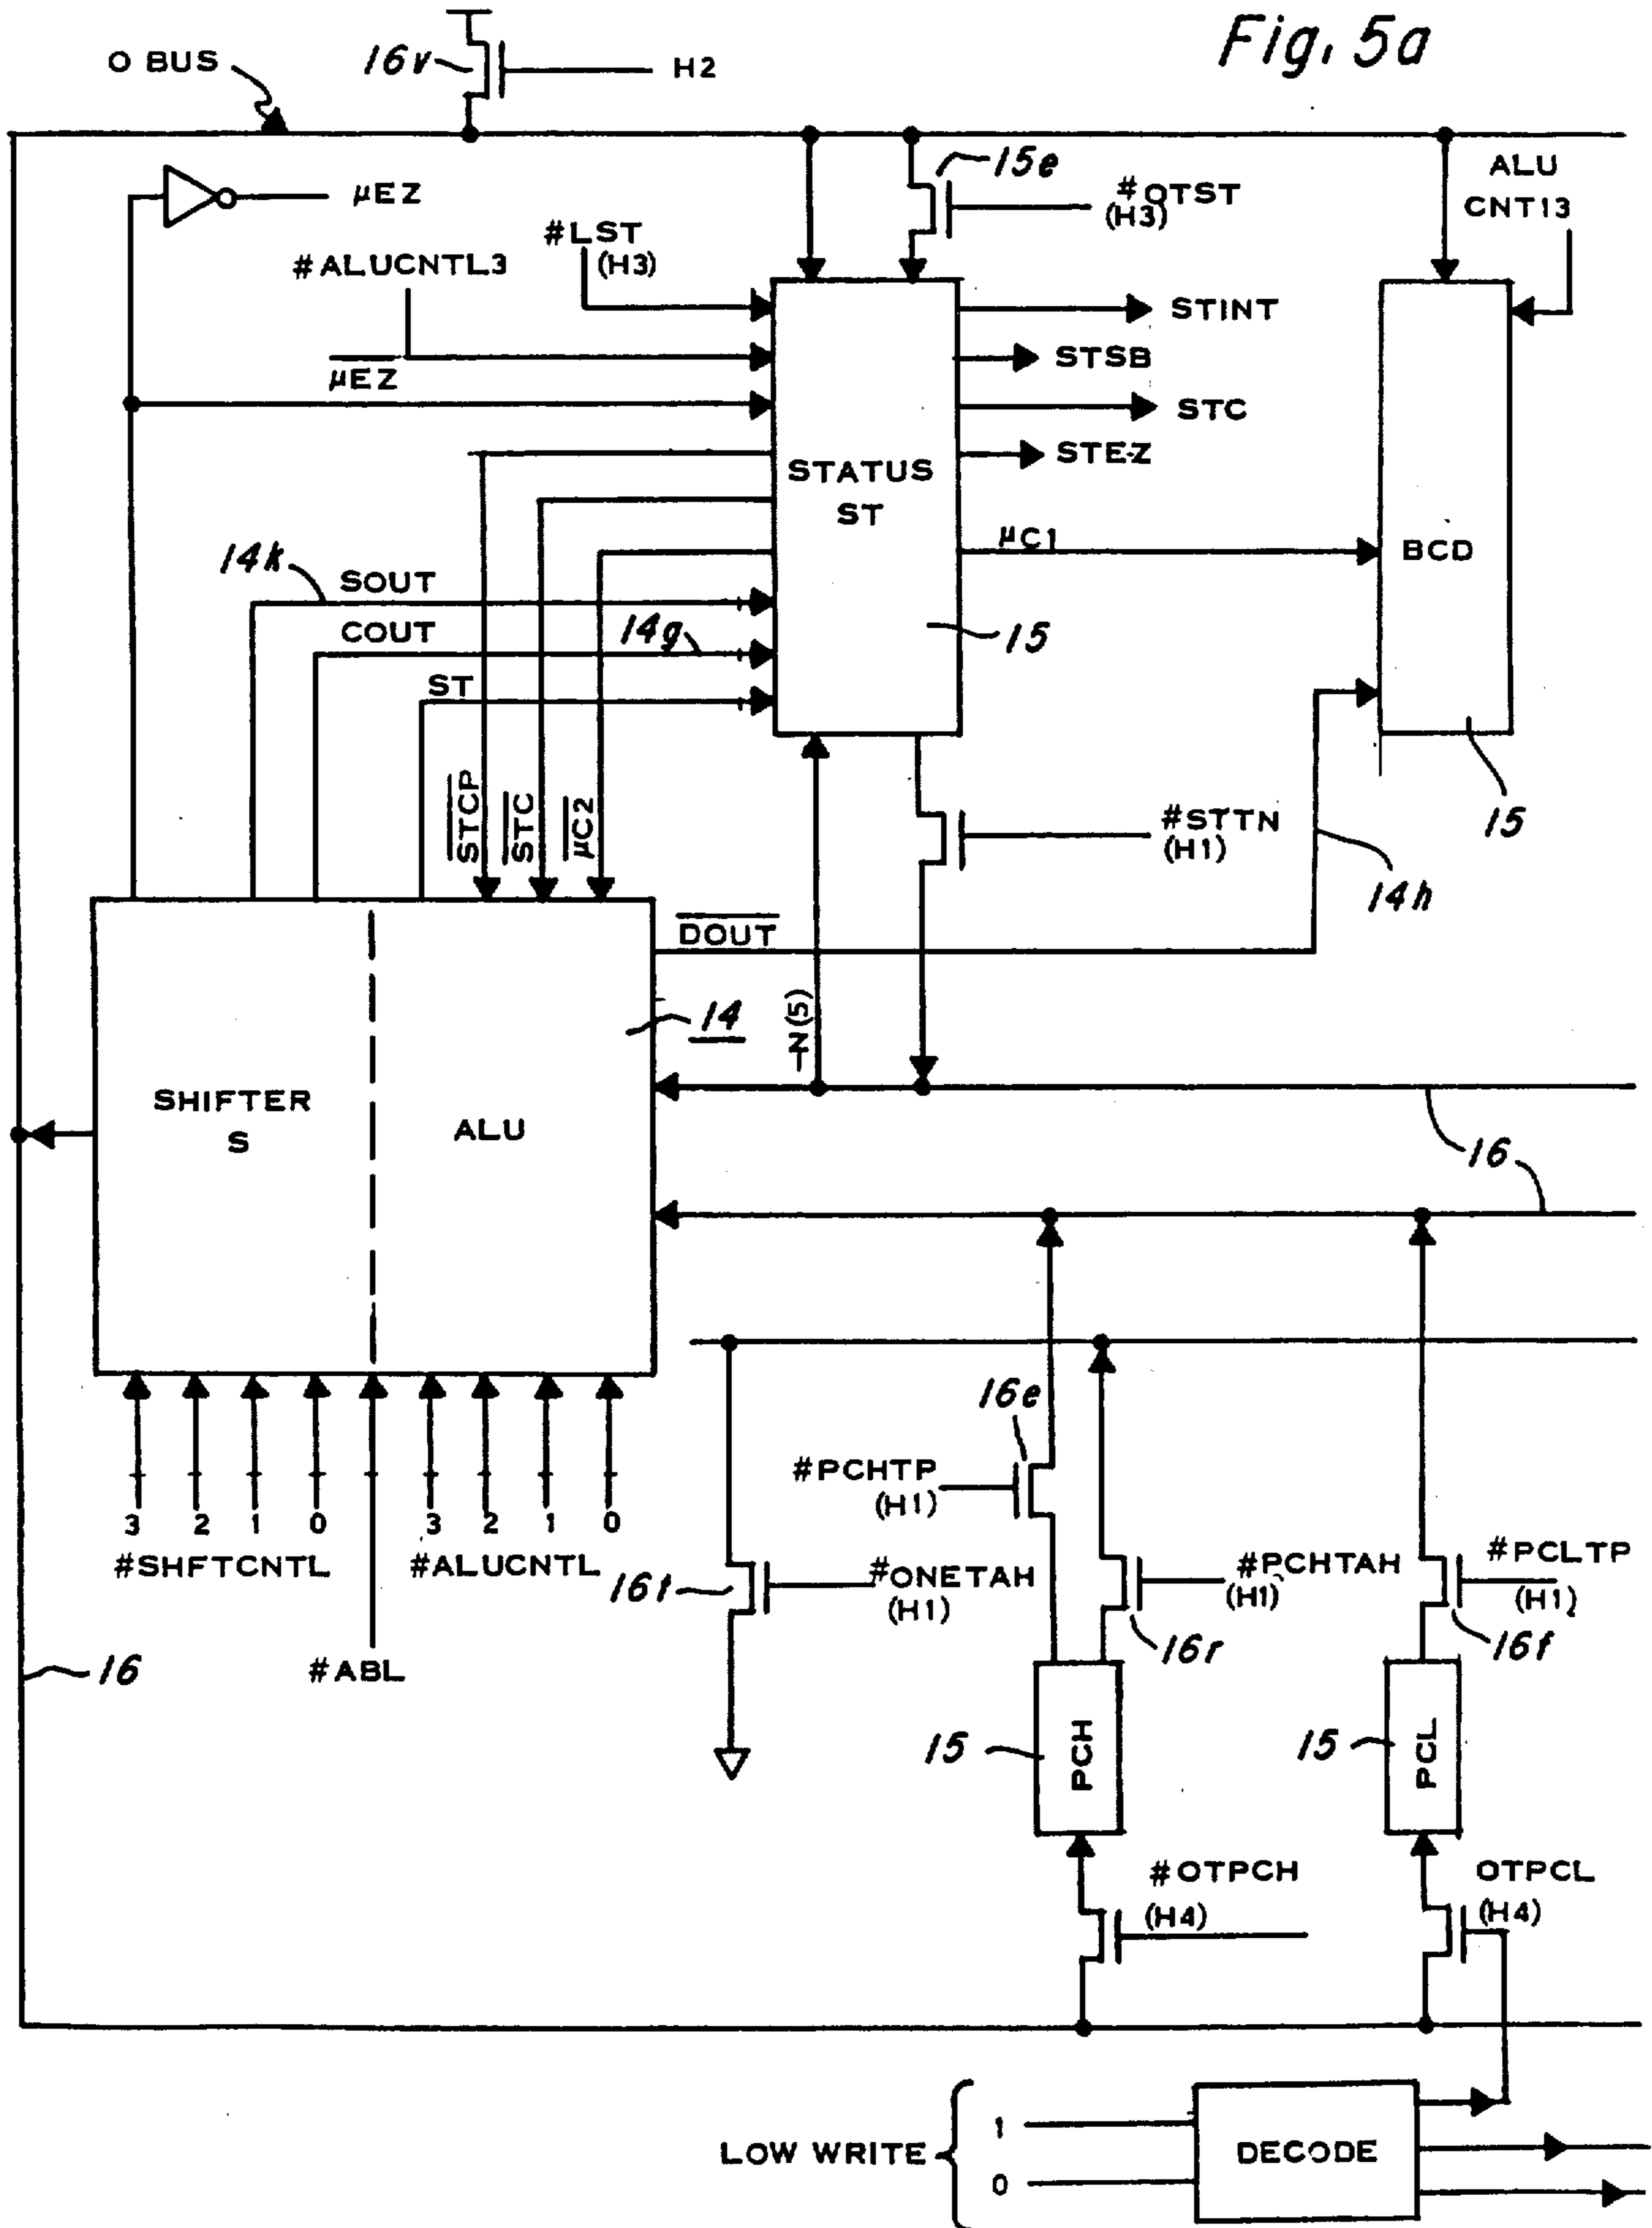 Fig. 5a
O BUS
16v
H2
15e
#OTST
(H3)
ALU
CNT13
μEZ
#LST
(H3)
#ALUCNTL3
STINT
μEZ
STSB
STC
STE-Z
STATUS
ST
μC1
BCD
14k
SOUT
COUT
14g
15
ST
STCP
STC
μC2
#STTN
(H1)
15
14h
DOUT
N(5)
14
SHIFTER
S
ALU
16
16e
#PCHTP
(H1)
3 2 1 0 3 2 1 0
#SHFTCNTL
#ALUCNTL
16t
#ONETAH
(H1)
#PCHTAH
(H1)
#PCLTP
(H1)
16r
16f
16
#ABL
15
PCH
15
PCL
#OTPCH
(H4)
OTPCL
(H4)
LOW WRITE
1
0
DECODE